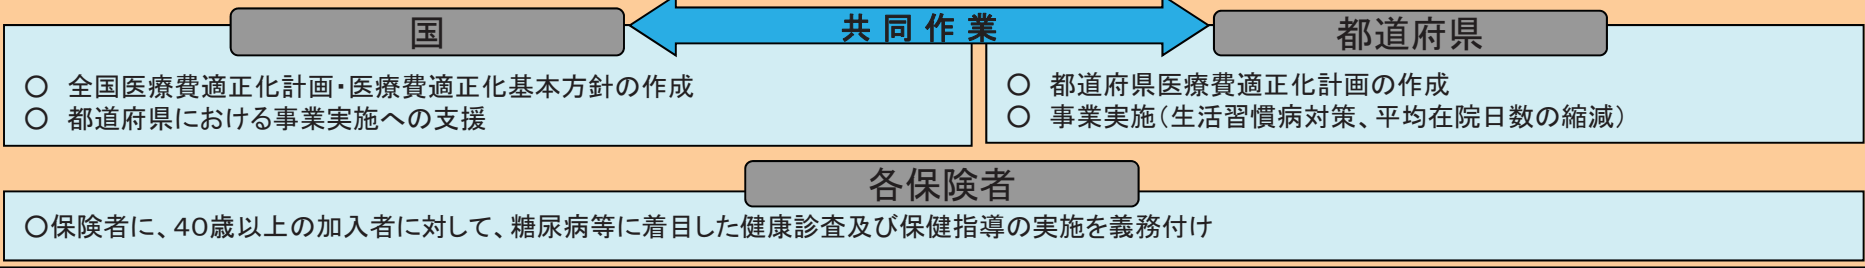 国
共同作業
都道府県
○ 全国医療費適正化計画・医療費適正化基本方針の作成
○ 都道府県における事業実施への支援
○ 都道府県医療費適正化計画の作成
○ 事業実施（生活習慣病対策、平均在院日数の縮減）
各保険者
○保険者に、40歳以上の加入者に対して、糖尿病等に着目した健康診査及び保健指導の実施を義務付け